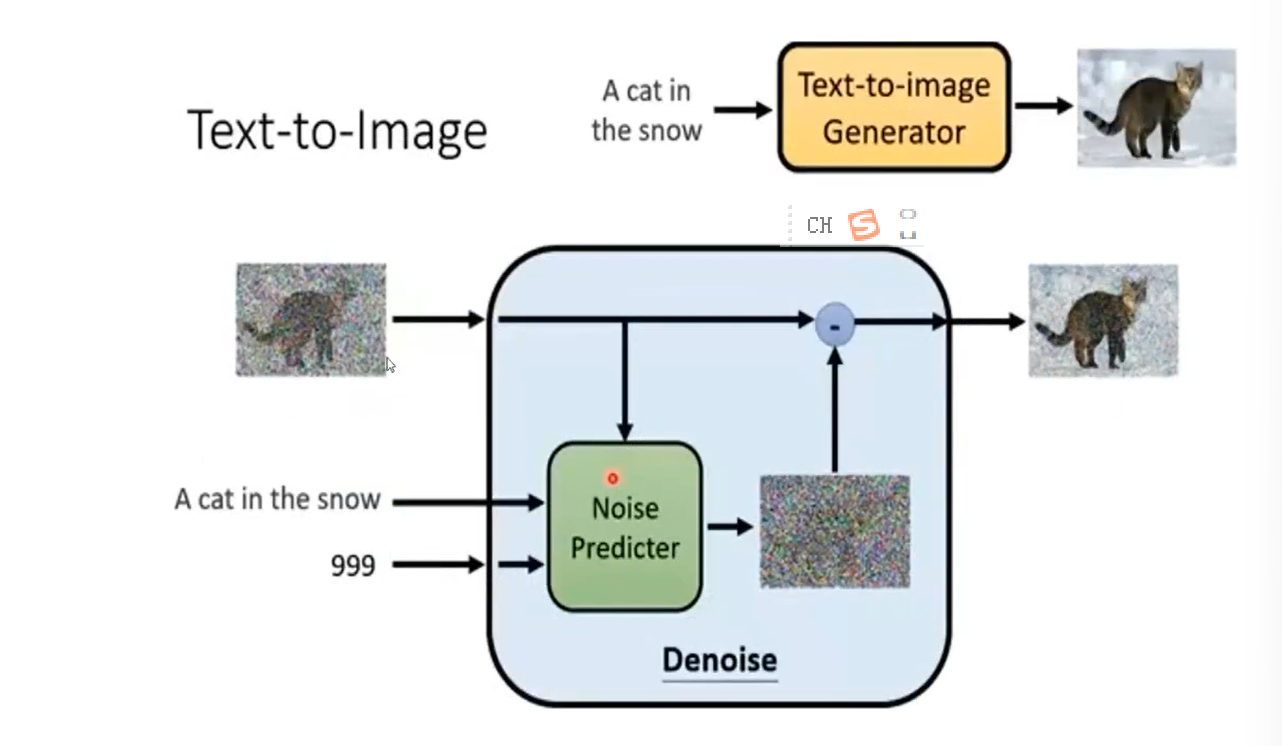 A cat in
the snow
Text-to-image
Generator
Text-to-Image
CH
A cat in the snow
999
Noise
Predicter
Denoise